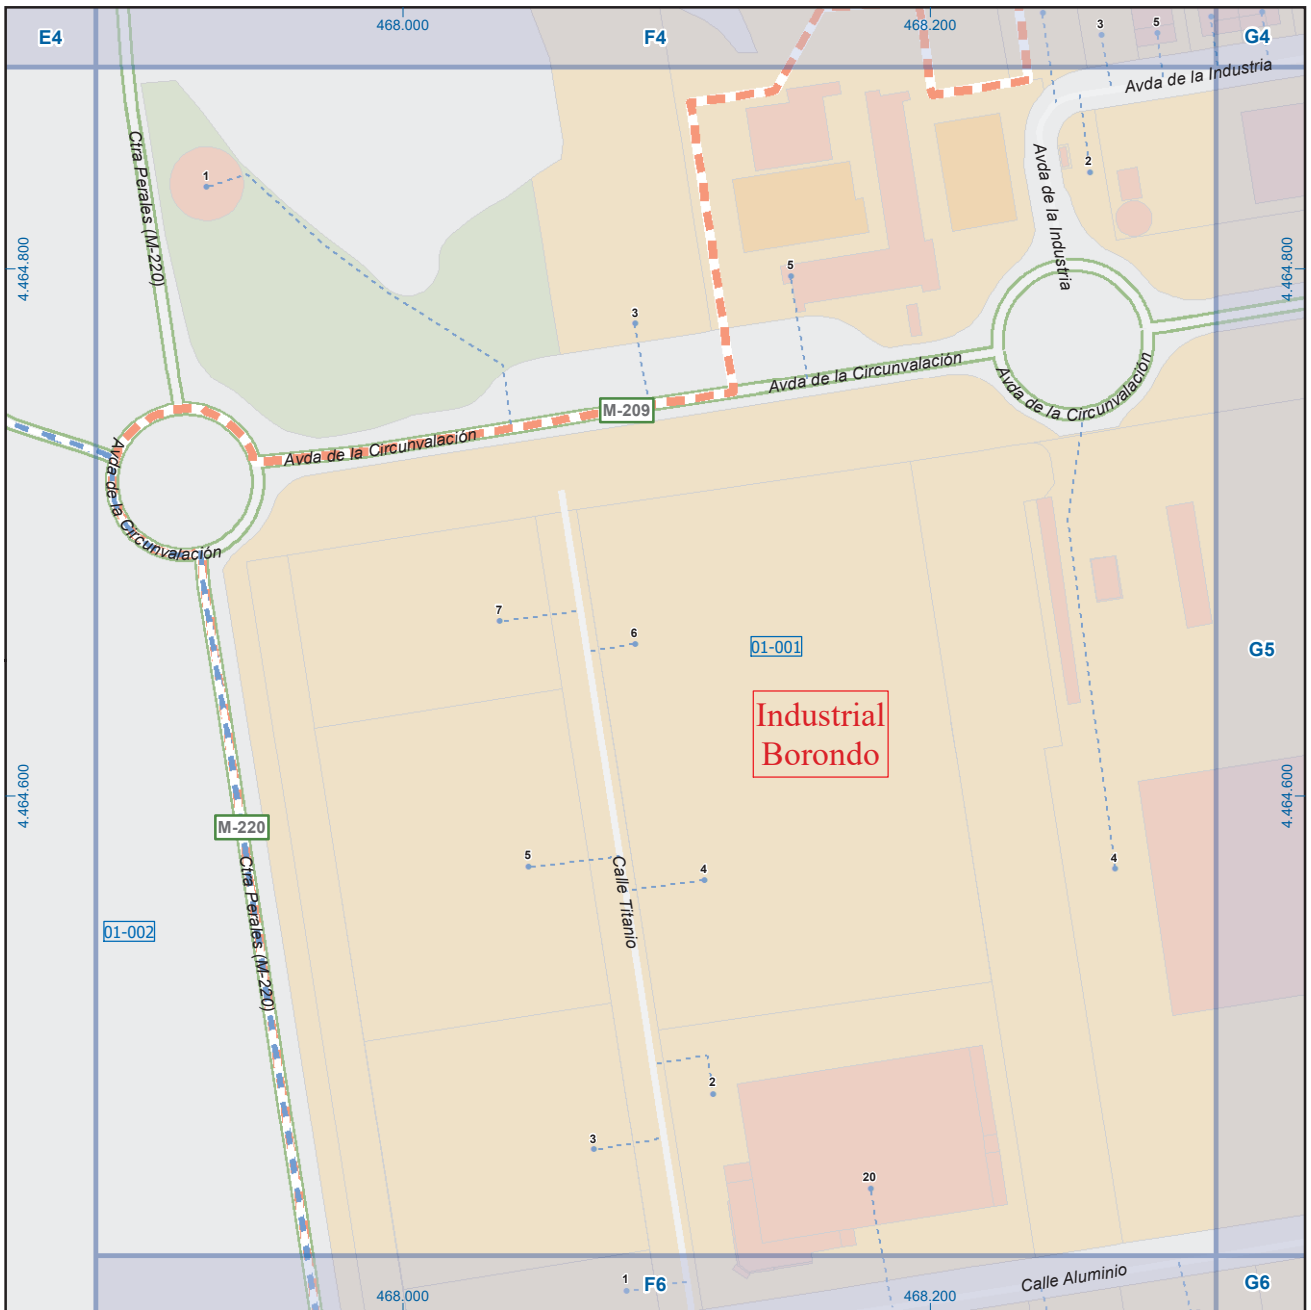 468.000
468.200
E4
F4
G4
3
5
Avda de la Industria
Ctra Perales (M-220)
1
Avda de la Industria
2
4.464.800
4.464.800
5
3
Avda de la Circunvalación
Avda de la Circunvalación
M-209
Avda de la Circunvalación
Avda de la Circunvalación
7
6
01-001
G5
Industrial
Borondo
4.464.600
4.464.600
M-220
5
4
4
Calle Titanio
Ctra Perales (M-220)
01-002
2
3
20
1
F6
Calle Aluminio
G6
468.000
468.200